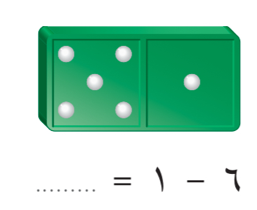 ٦ − ١ = .........